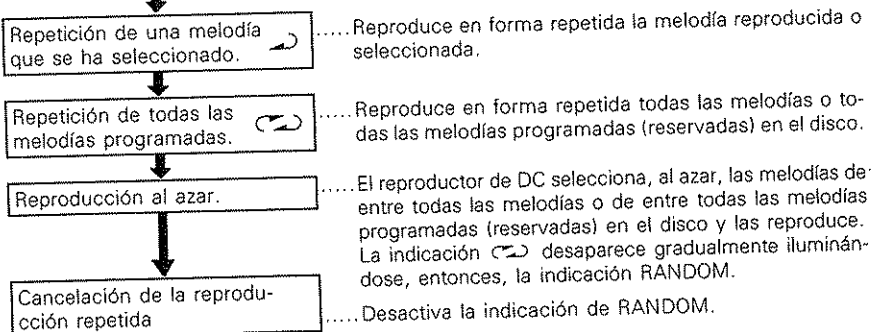 Repetición de una melodía
que se ha seleccionado.
.....Reproduce en forma repetida la melodía reproducida o
seleccionada.
Repetición de todas las
melodías programadas.
.....Reproduce en forma repetida todas las melodías o to-
das las melodías programadas (reservadas) en el disco.
Reproducción al azar.
.....El reproductor de DC selecciona, al azar, las melodías de
entre todas las melodías o de entre todas las melodías
programadas (reservadas) en el disco y las reproduce.
La indicación desaparece gradualmente iluminán-
dose, entonces, la indicación RANDOM.
Cancelación de la reprodu-
cción repetida
.....Desactiva la indicación de RANDOM.